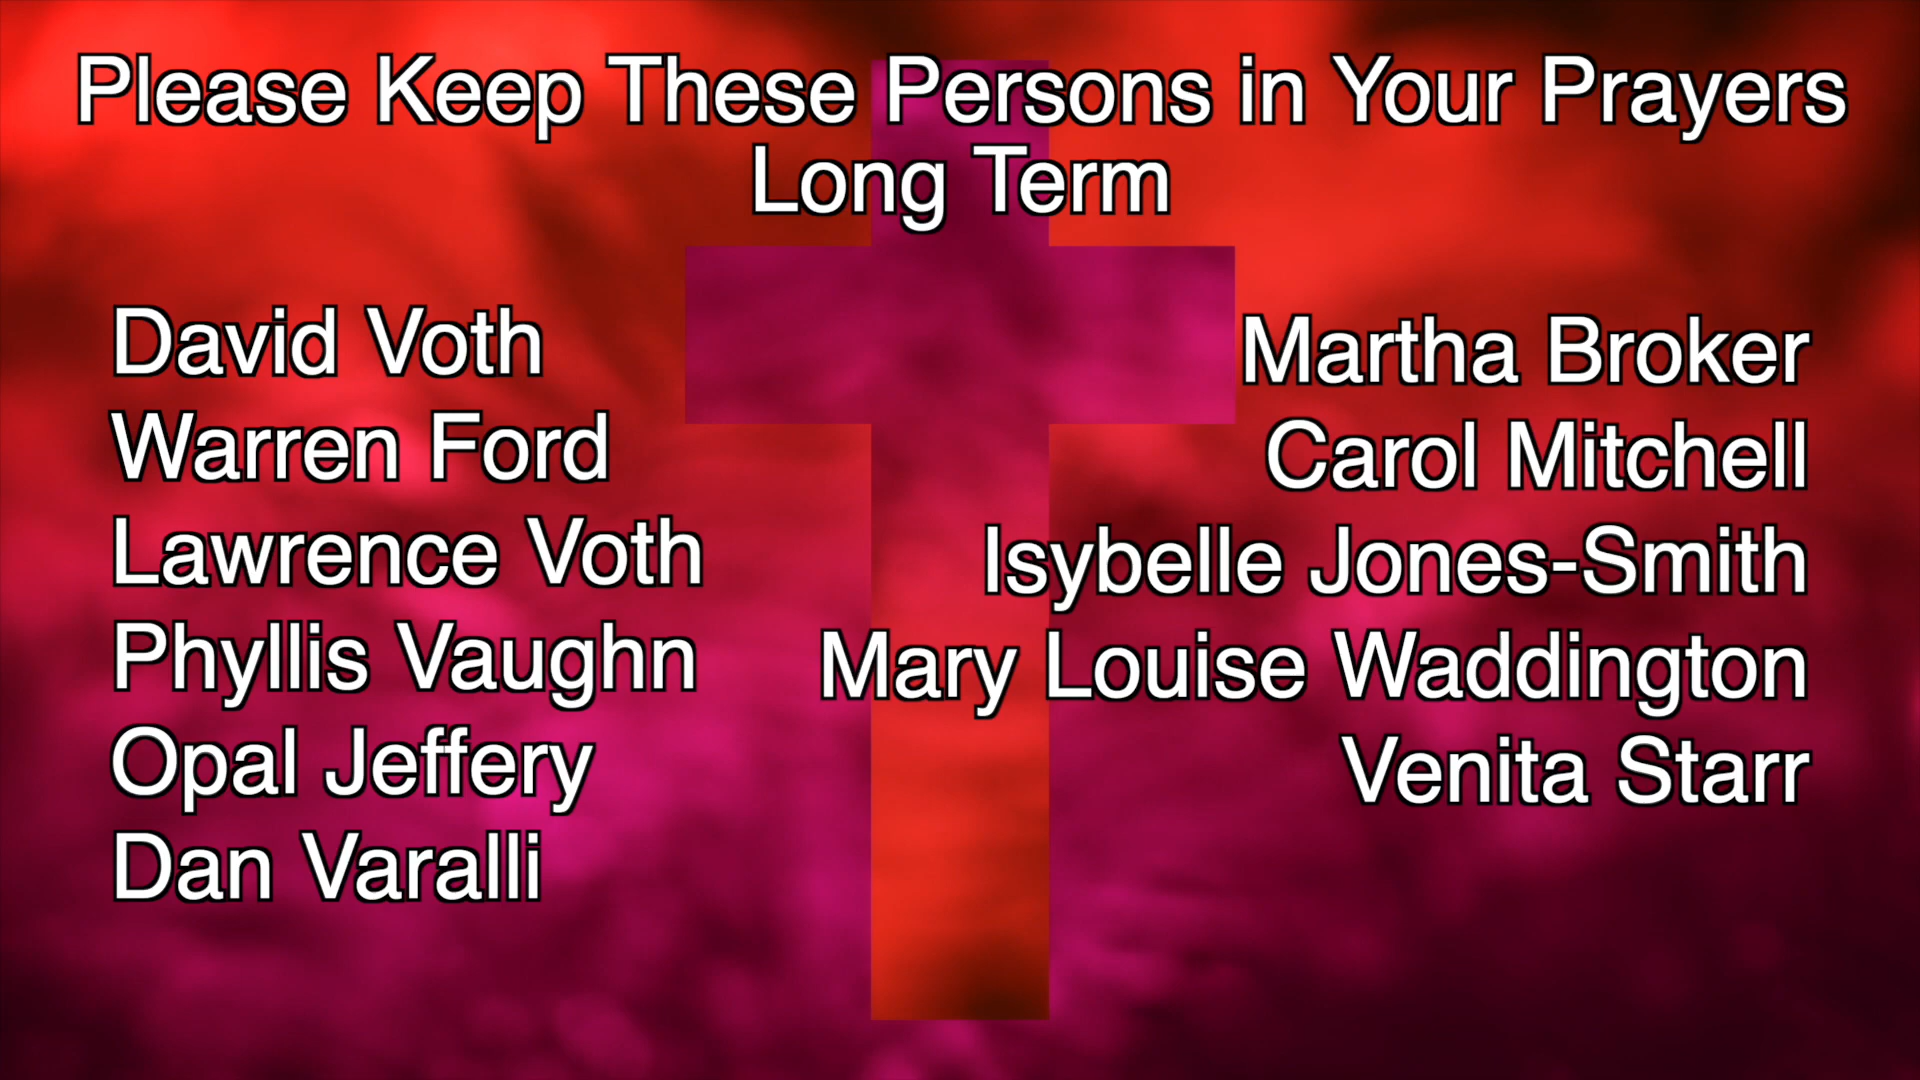 Please Keep These Persons in Your Prayers
Long Term
David Voth
Warren Ford
Lawrence Voth
Phyllis Vaughn
Opal Jeffery
Dan Varalli
Martha Broker
Carol Mitchell
Isybelle Jones-Smith
Mary Louise Waddington
Venita Starr